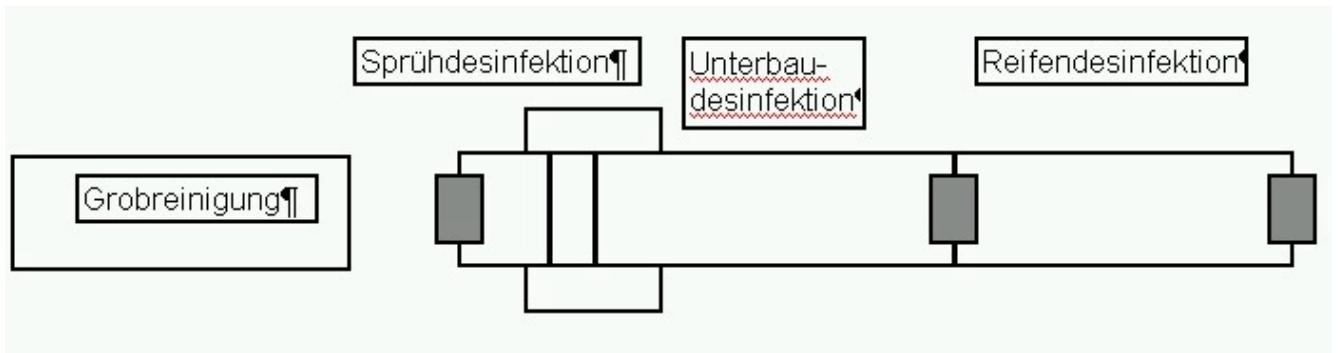 Sprühdesinfektion¶
Unterbau-
desinfektion
Reifendesinfektion
Grobreinigung¶